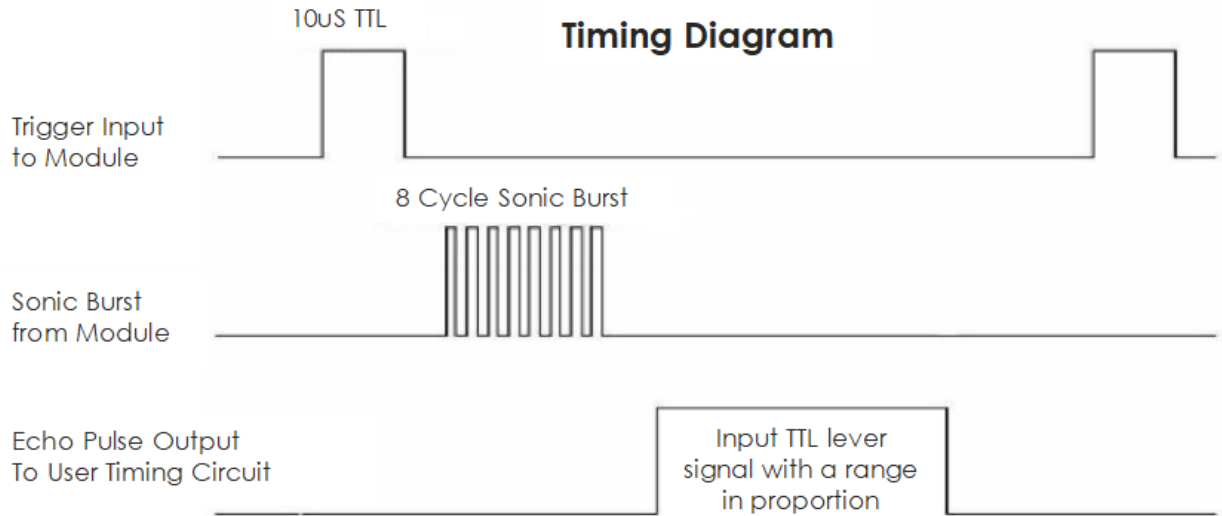 10uS TTL
Timing Diagram
Trigger Input
to Module
8 Cycle Sonic Burst
Sonic Burst
from Module
Echo Pulse Output
To User Timing Circuit
Input TTL lever
signal with a range
in proportion